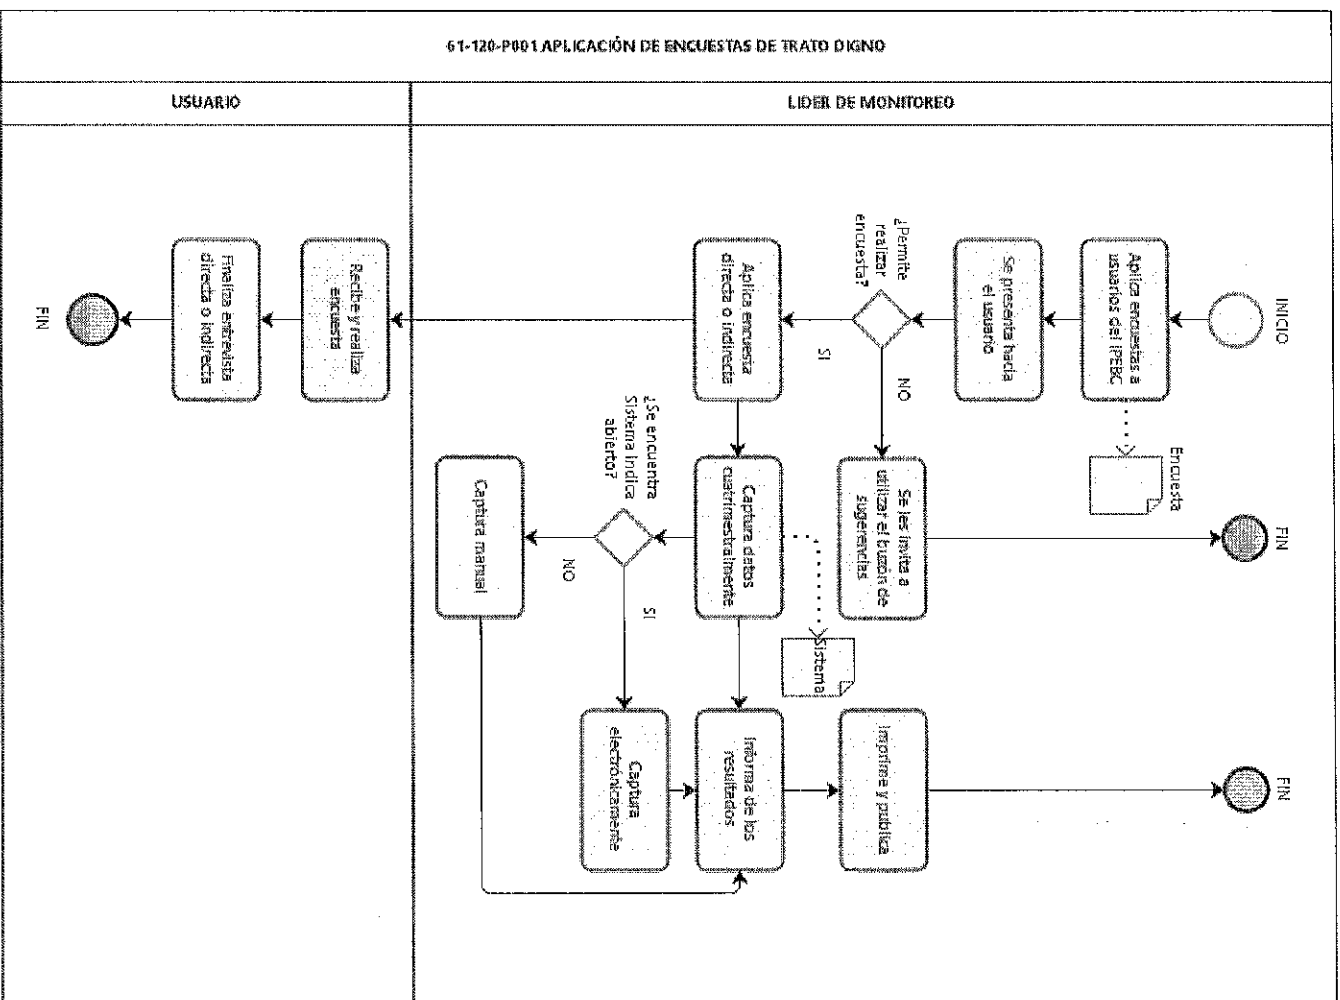 61-120-P001 APLICACIÓN DE ENCUESTAS DE TRATO DIGNO
USUARIO
LIDER DE MONITOREO
INICIO
Aplica encuestas a
usuarios del IPEBC
Encuesta
Se presenta hacia
el usuario
¿Permite
realizar
encuesta?
NO
SI
Se les invita a
utilizar el buzón de
sugerencias
FIN
Aplica encuesta
directa o indirecta
Captura datos
cuatrimestralmente
Sistema
¿Se encuentra
Sistema Indica
abierto?
SI
NO
Captura manual
Captura
electrónicamente
Informa de los
resultados
Imprime y publica
FIN
Recibe y realiza
encuesta
Finaliza entrevista
directa o indirecta
FIN